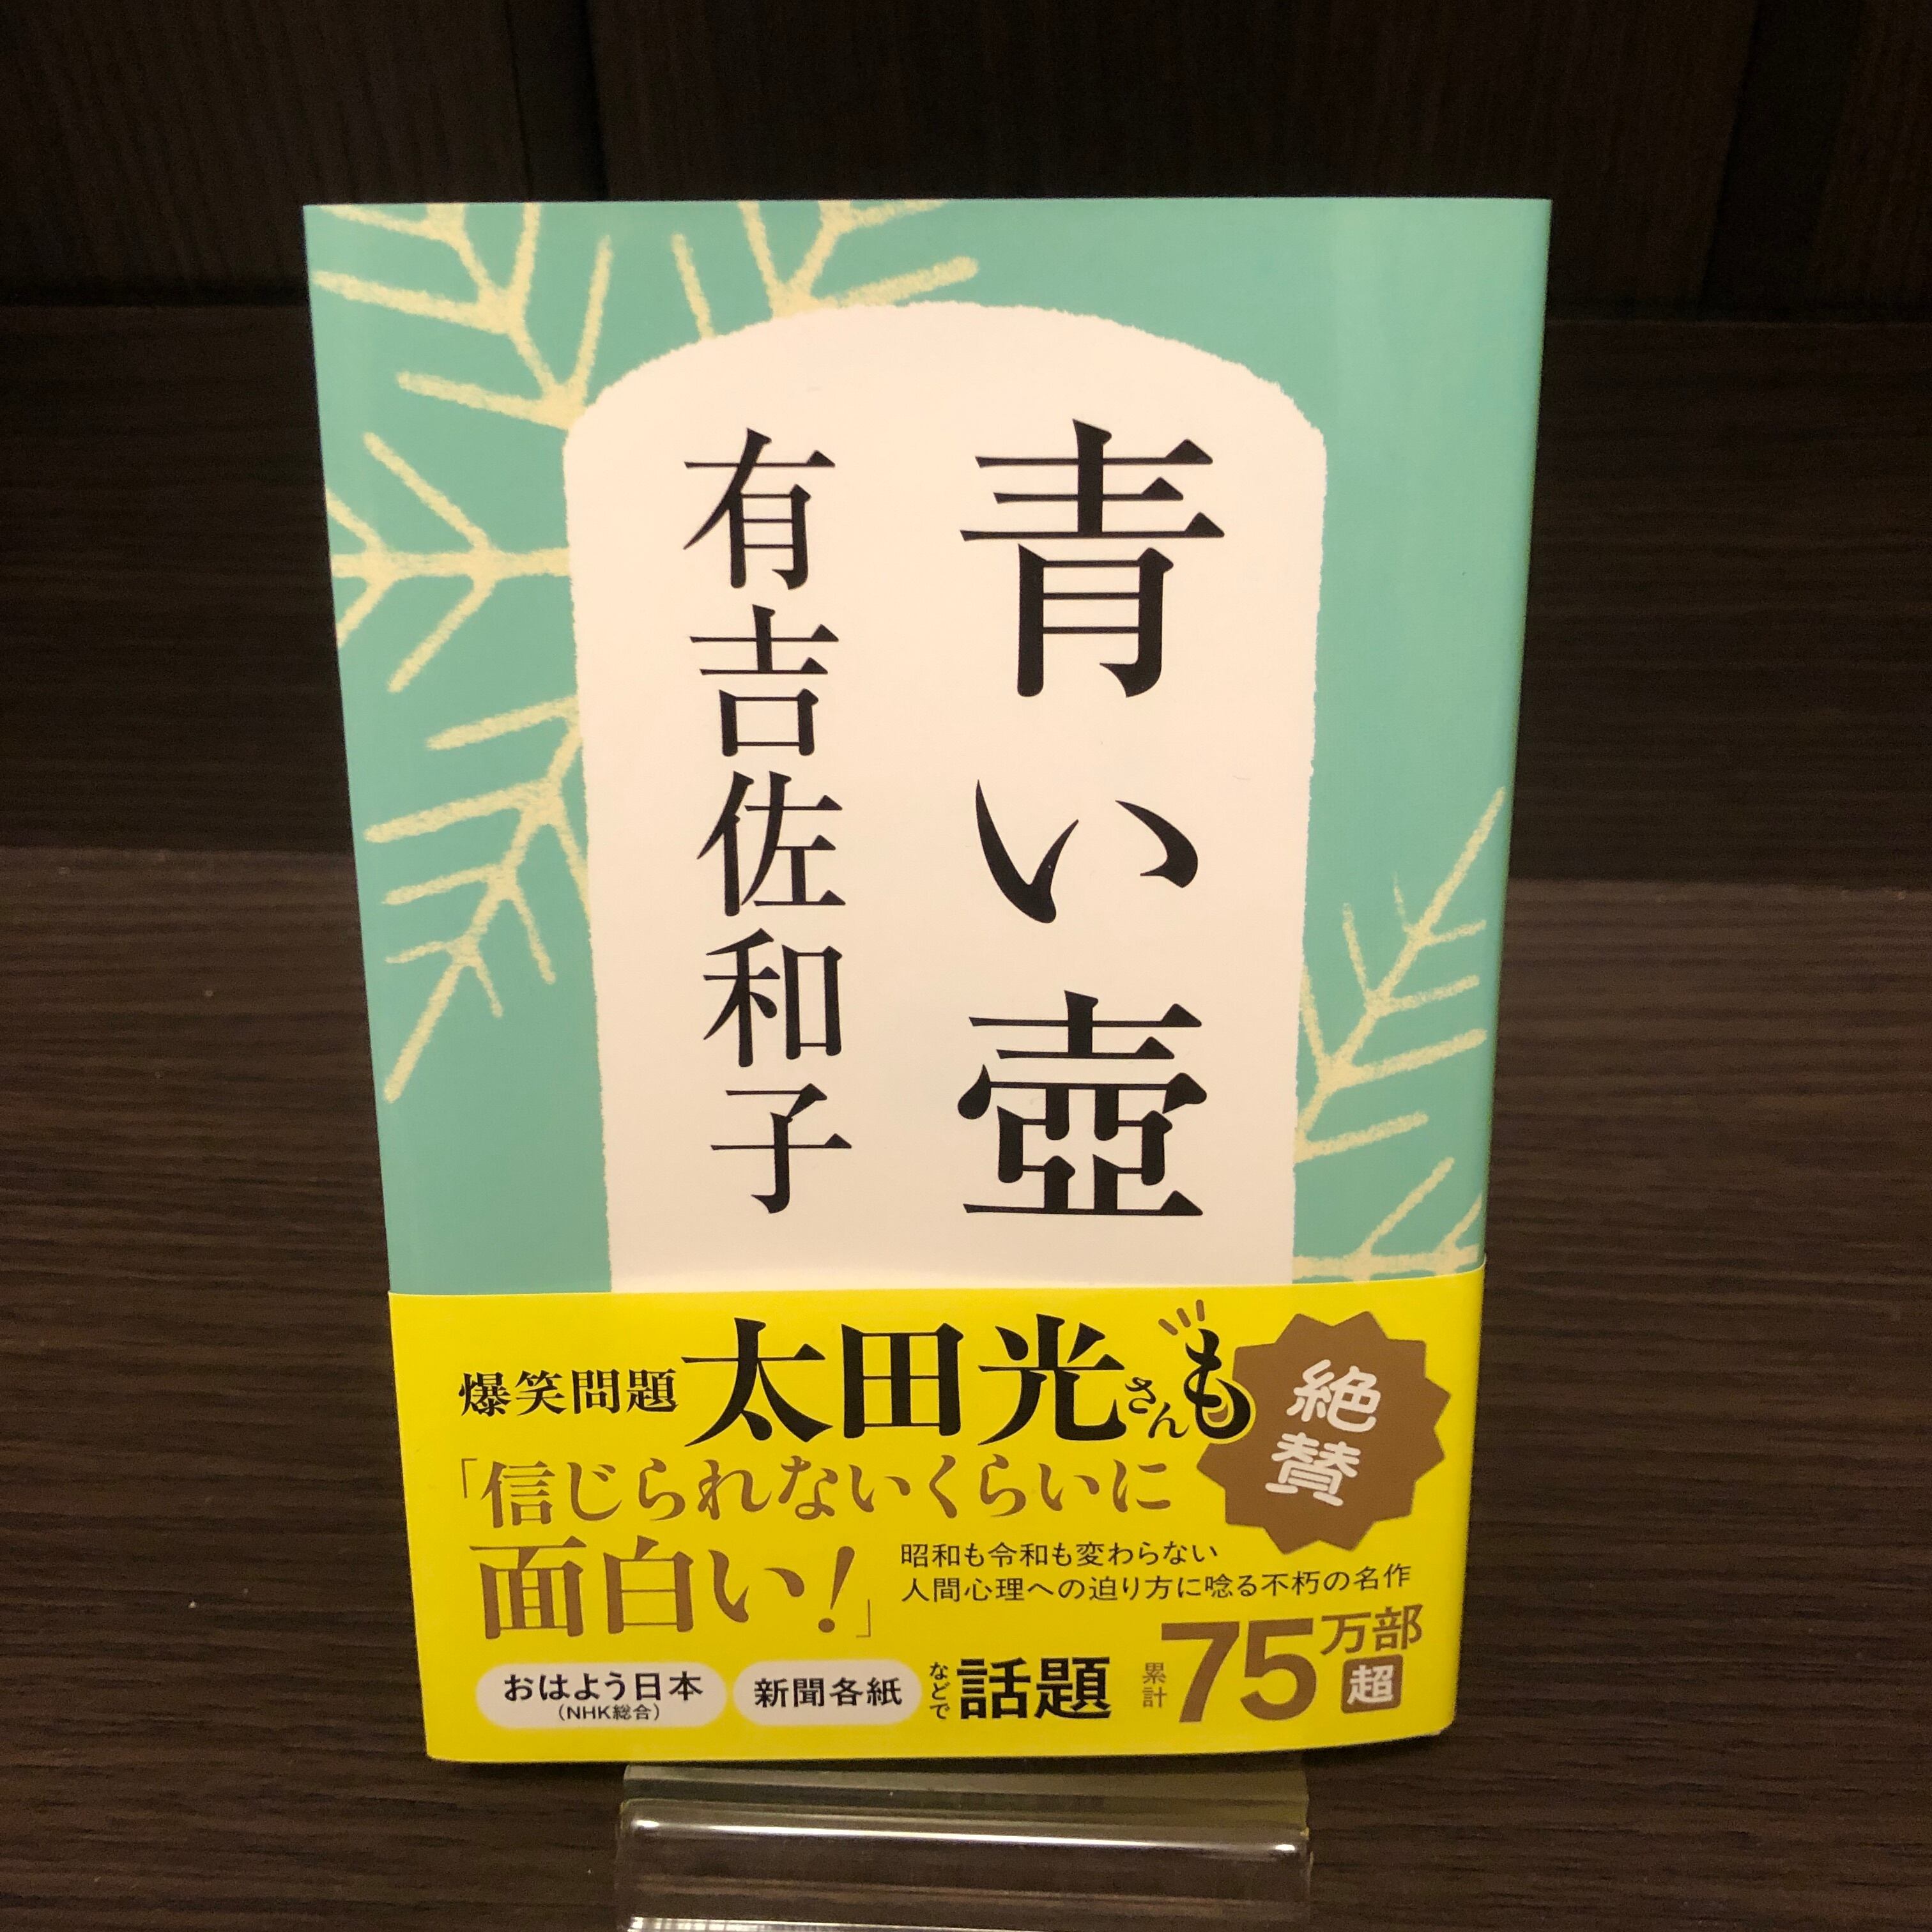 青い壺
有吉佐和子
爆笑問題 太田光さんも
絶賛
「信じられないくらいに
面白い!」
昭和も令和も変わらない
人間心理への迫り方に唸る不朽の名作
おはよう日本
(NHK総合)
新聞各紙
などで
話題
累計
75万部
超